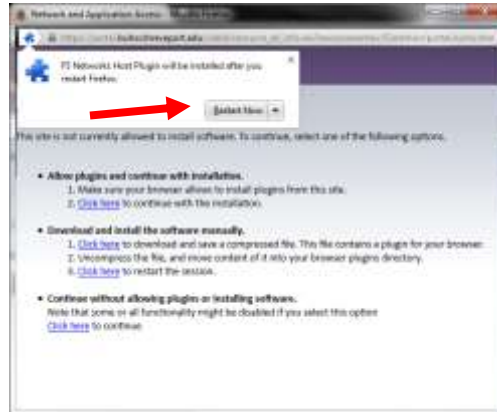 Network and Application Access
F5 Networks Host Plugin will be installed after you
restart Firefox.
Restart Now
This site is not currently allowed to install software. To continue, select one of the following options.
Allow plugins and continue with installation.
1. Make sure your browser allows to install plugins from this site.
2. Click here to continue with the installation.
Download and install the software manually.
1. Click here to download and save a compressed file. This file contains a plugin for your browser.
2. Uncompress the file, and move content of it into your browser plugins directory.
3. Click here to restart the session.
Continue without allowing plugins or installing software.
Note that some or all functionality might be disabled if you select this option
Click here to continue